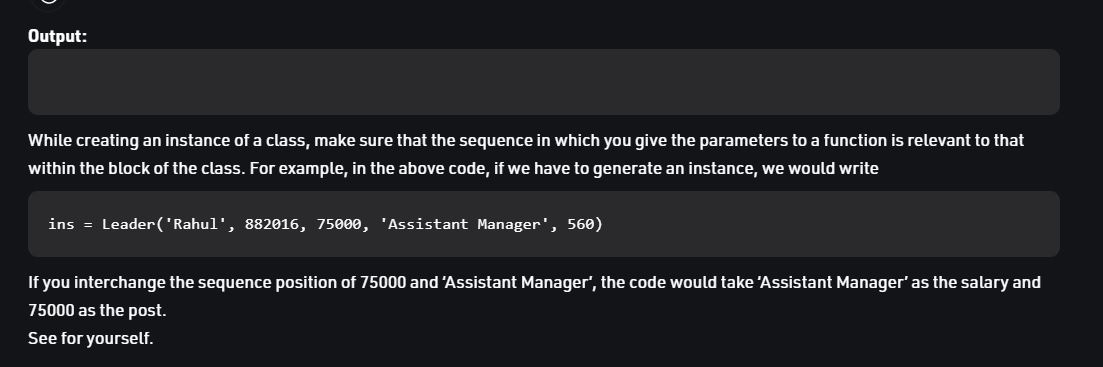 Output:
While creating an instance of a class, make sure that the sequence in which you give the parameters to a function is relevant to that
within the block of the class. For example, in the above code, if we have to generate an instance, we would write
ins = Leader('Rahul', 882016, 75000, 'Assistant Manager', 560)
If you interchange the sequence position of 75000 and ‘Assistant Manager’, the code would take ‘Assistant Manager’ as the salary and
75000 as the post.
See for yourself.